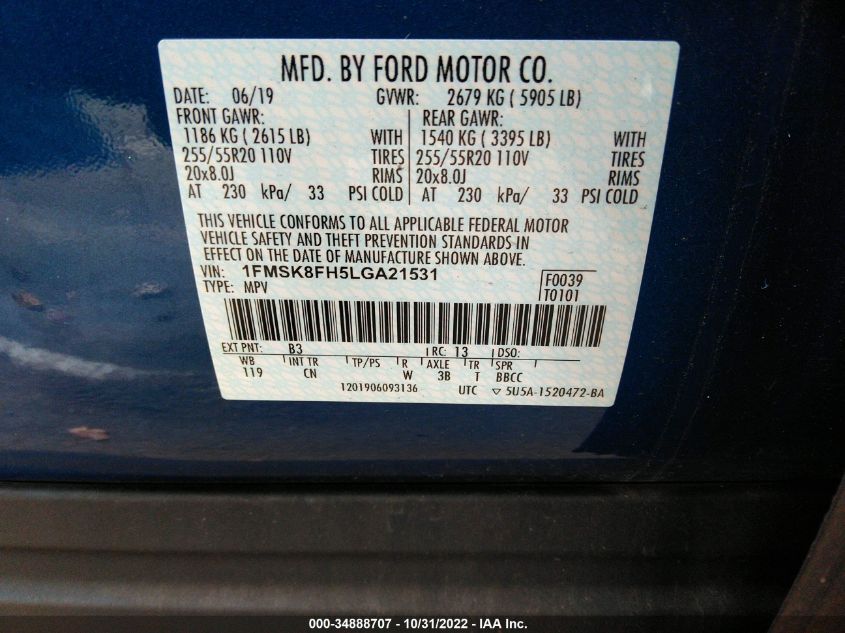 MFD. BY FORD MOTOR CO.
DATE: 06/19 GVWR: 2679 KG ( 5905 LB)
FRONT GAWR: REAR GAWR:
1186 KG ( 2615 LB) WITH 1540 KG ( 3395 LB) WITH
255/55R20 110V TIRES 255/55R20 110V TIRES
20x8.0J RIMS 20x8.0J RIMS
AT 230 kPa/ 33 PSI COLD AT 230 kPa/ 33 PSI COLD
THIS VEHICLE CONFORMS TO ALL APPLICABLE FEDERAL MOTOR
VEHICLE SAFETY AND THEFT PREVENTION STANDARDS IN
EFFECT ON THE DATE OF MANUFACTURE SHOWN ABOVE.
VIN: 1FMSK8FH5LGA21531 F0039
TYPE: MPV T0101
EXT PNT: B3 RC: 13 DSO:
WB INT TR TP/PS R AXLE TR SPR
119 CN W 3B T BBCC
1201906093136 UTC ▽ 5U5A-1520472-BA
000-34888707 - 10/31/2022 - IAA Inc.